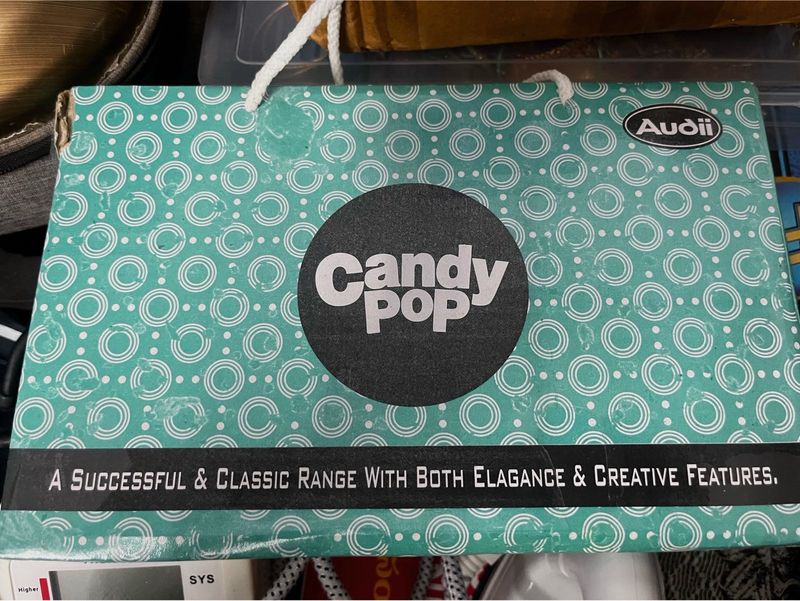 Audii
Candy
POP
A SUCCESSFUL & CLASSIC RANGE WITH BOTH ELAGANCE & CREATIVE FEATURES.
Higher
SYS